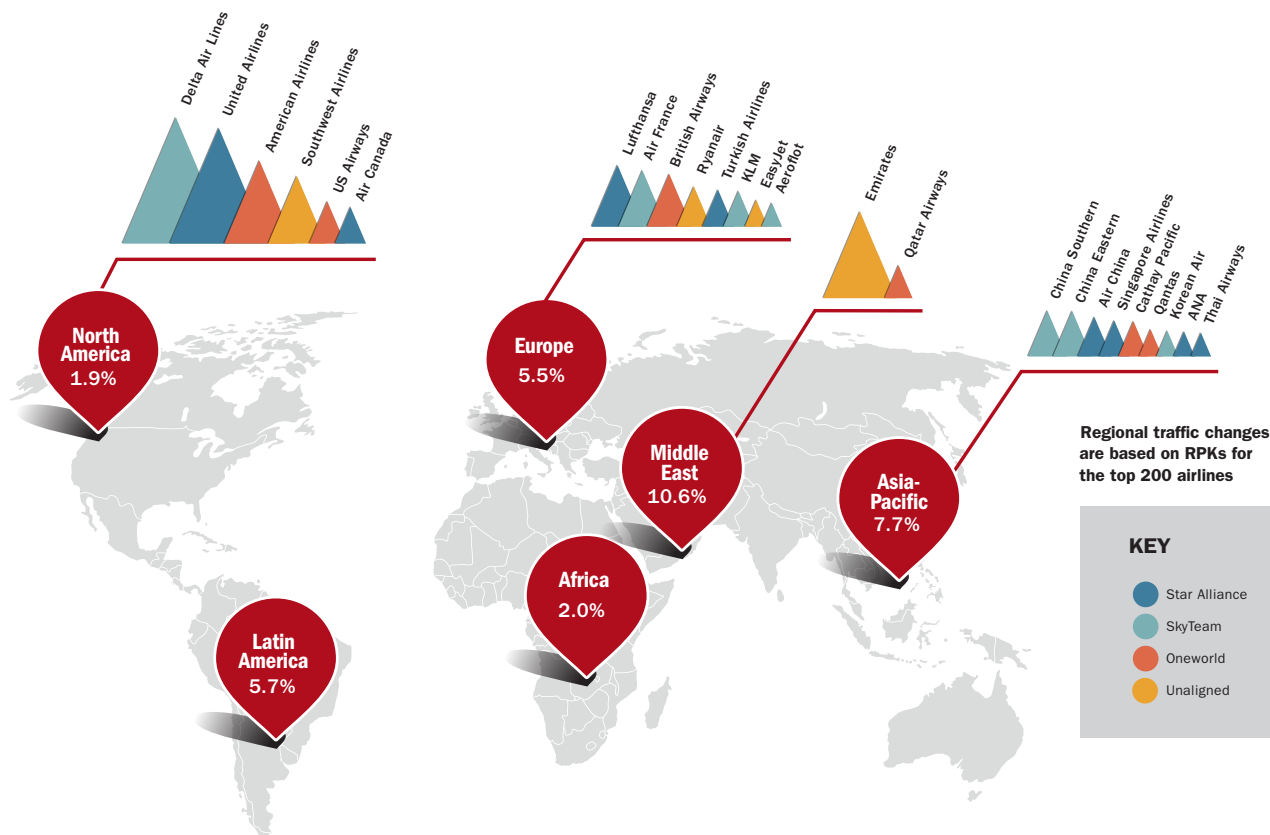 Delta Air Lines
United Airlines
American Airlines
Southwest Airlines
US Airways
Air Canada
Lufthansa
Air France
British Airways
Ryanair
Turkish Airlines
KLM
EasyJet
Aeroflot
Emirates
Qatar Airways
China Southern
China Eastern
Air China
Singapore Airlines
Cathay Pacific
Qantas
Korean Air
ANA
Thai Airways
North
America
1.9%
Europe
5.5%
Middle
East
10.6%
Asia-
Pacific
7.7%
Africa
2.0%
Latin
America
5.7%
Regional traffic changes
are based on RPKs for
the top 200 airlines
KEY
Star Alliance
SkyTeam
Oneworld
Unaligned